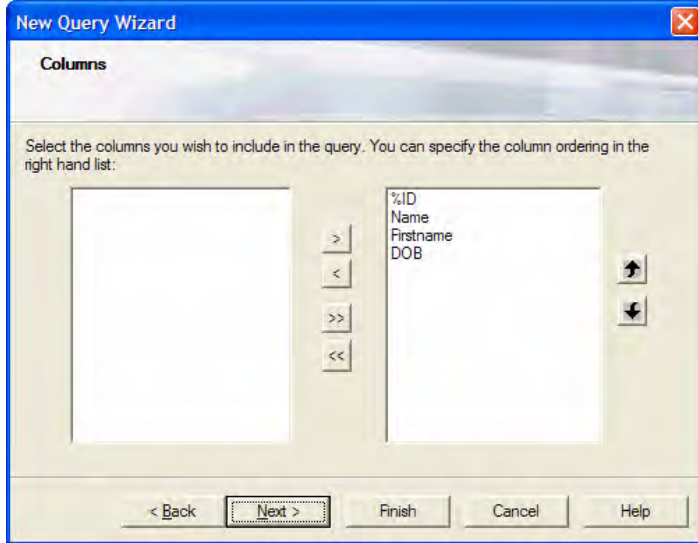 New Query Wizard
Columns
Select the columns you wish to include in the query. You can specify the column ordering in the
right hand list:
%ID
Name
Firstname
DOB
>
<
>>
<<
< Back
Next >
Finish
Cancel
Help